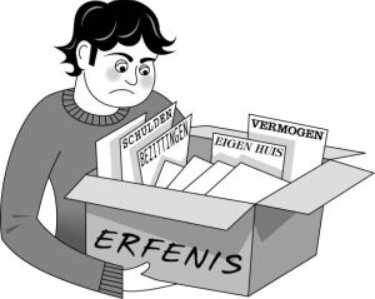 SCHULDEN
BEZITTINGEN
EIGEN HUIS
VERMOGEN
ERFENIS